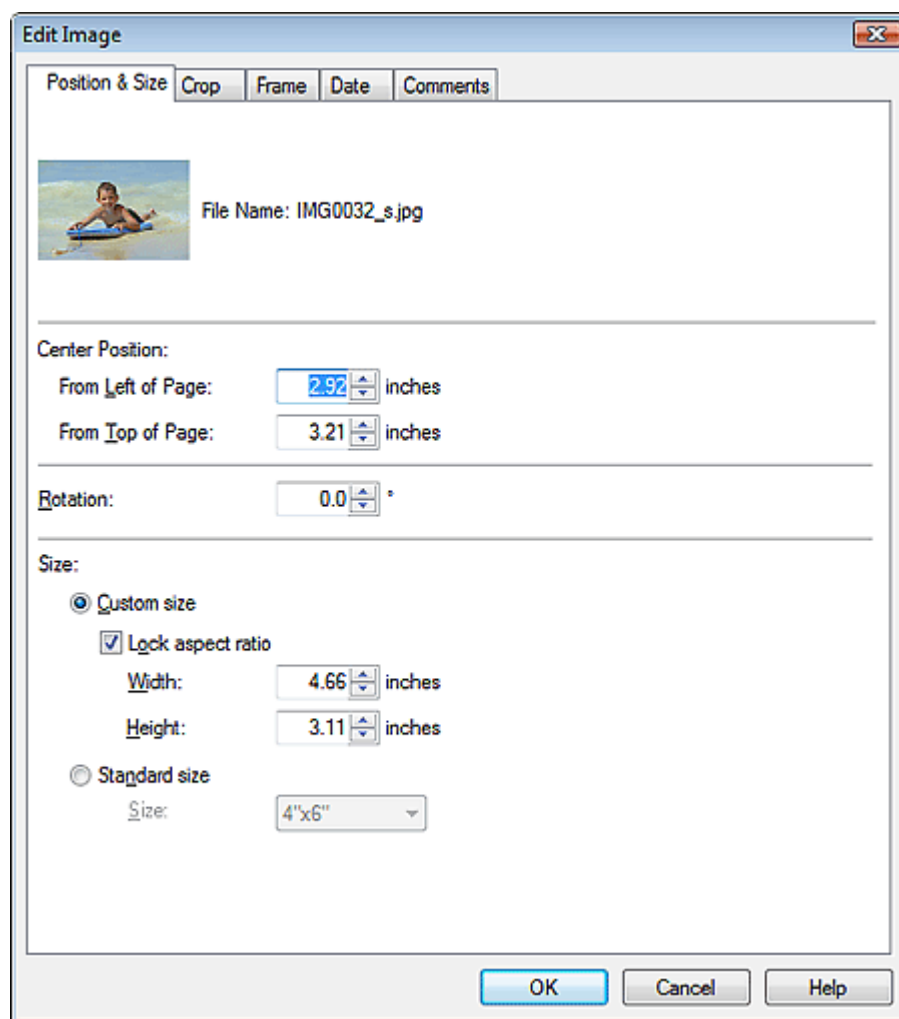 Edit Image
Position & Size Crop Frame Date Comments
File Name: IMG0032_s.jpg
Center Position:
From Left of Page: 2.92 inches
From Top of Page: 3.21 inches
Rotation: 0.0 °
Size:
Custom size
Lock aspect ratio
Width: 4.66 inches
Height: 3.11 inches
Standard size
Size: 4"x6"
OK Cancel Help